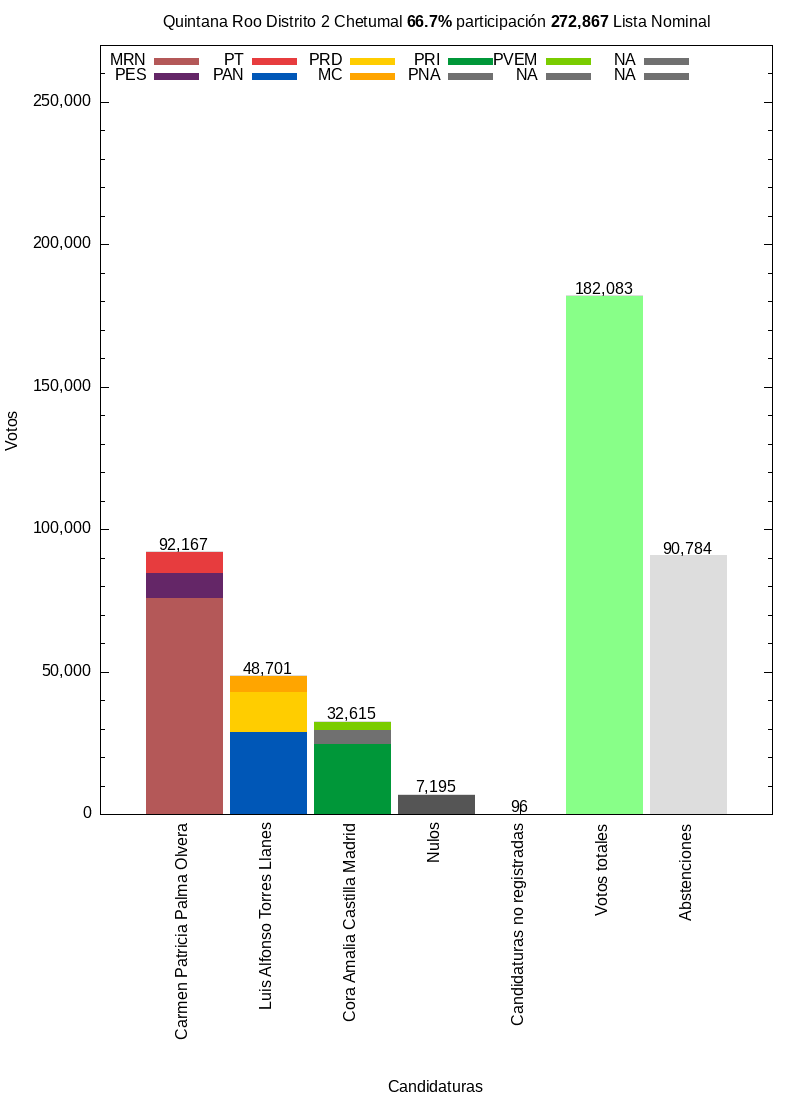 Quintana Roo Distrito 2 Chetumal 66.7% participación 272,867 Lista Nominal
MRN PT PRD PRI PVEM NA
PES PAN MC PNA NA NA
250,000
200,000
150,000
100,000
50,000
0
Votos
92,167
48,701
32,615
7,195
96
182,083
90,784
Carmen Patricia Palma Olvera
Luis Alfonso Torres Llanes
Cora Amalia Castilla Madrid
Nulos
Candidaturas no registradas
Votos totales
Abstenciones
Candidaturas